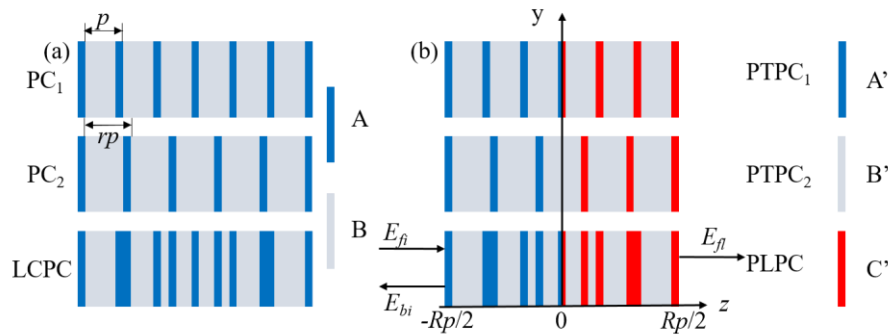 (a)
p
PC1
rp
PC2
LCPC
A
B
(b)
y
PTPC1
PTPC2
PLPC
A'
B'
C'
Efi
Ebi
Efl
-Rp/2
0
Rp/2
z